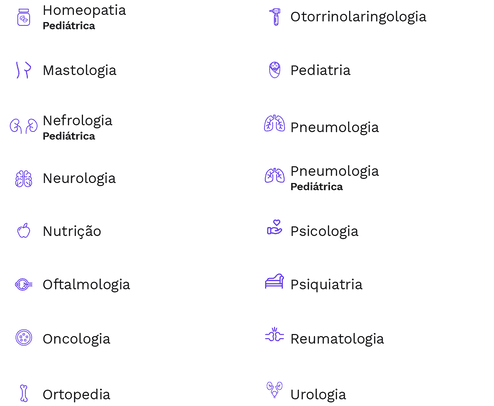 Homeopatia
Pediátrica
Mastologia
Nefrologia
Pediátrica
Neurologia
Nutrição
Oftalmologia
Oncologia
Ortopedia
Otorrinolaringologia
Pediatria
Pneumologia
Pneumologia
Pediátrica
Psicologia
Psiquiatria
Reumatologia
Urologia